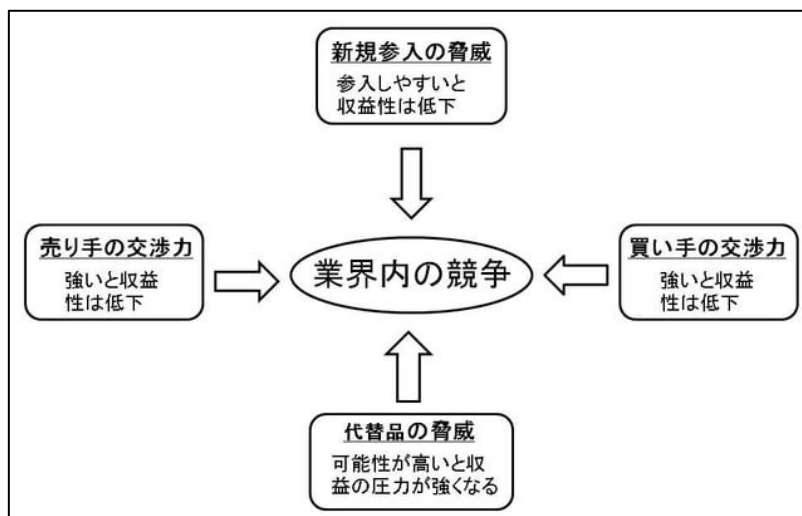 新規参入の脅威
参入しやすいと
収益性は低下
売り手の交渉力
強いと収益
性は低下
業界内の競争
買い手の交渉力
強いと収益
性は低下
代替品の脅威
可能性が高いと収
益の圧力が強くなる